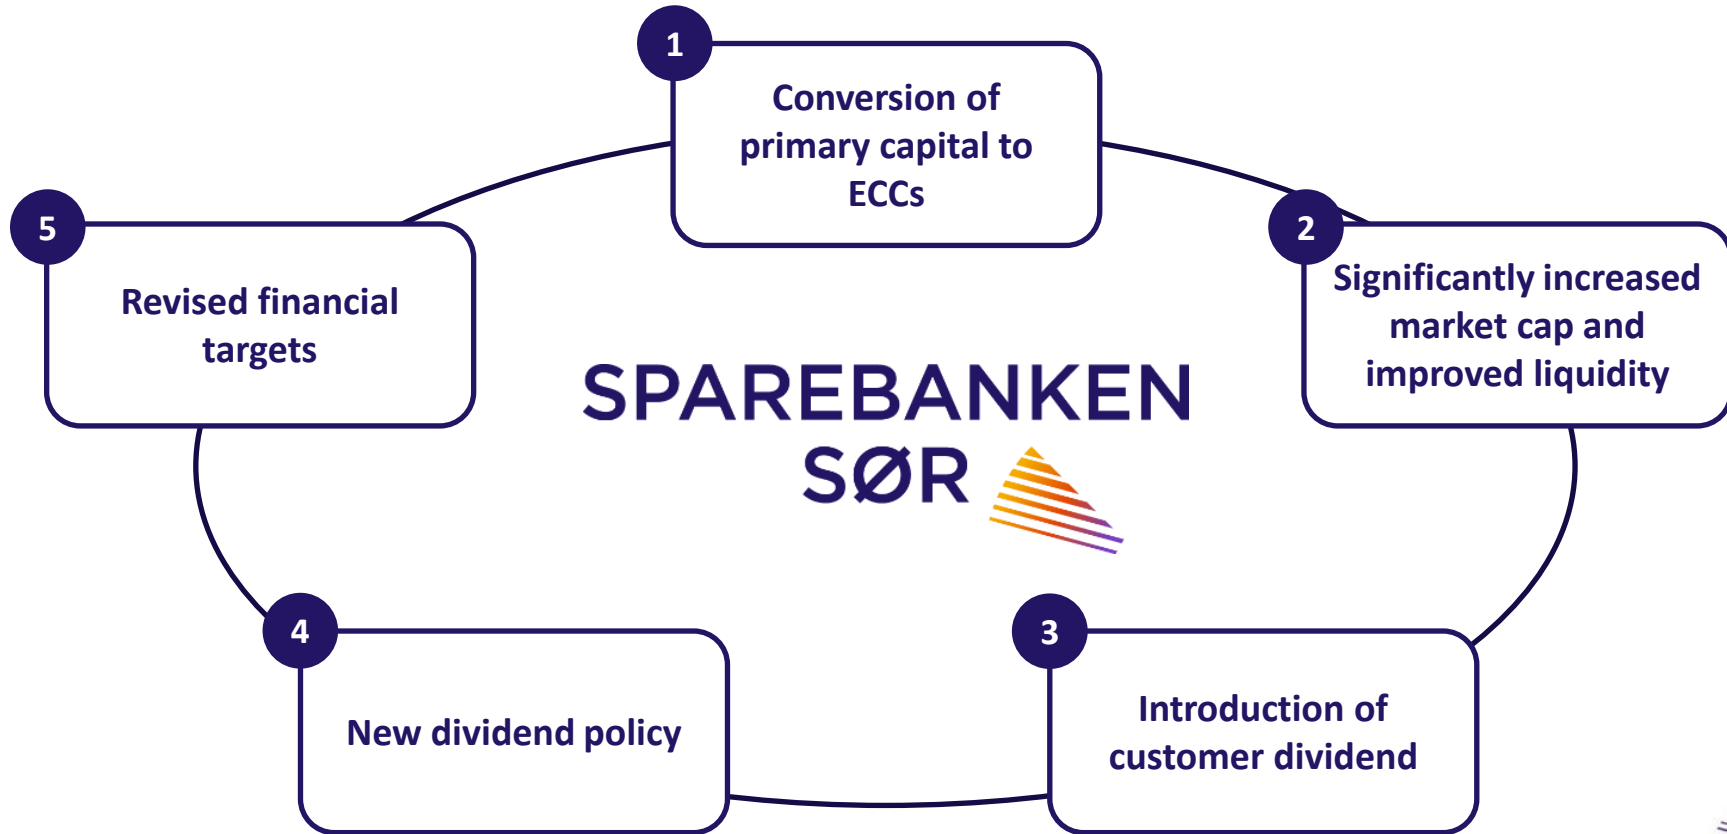 1
Conversion of
primary capital to
ECCs
2
Significantly increased
market cap and
improved liquidity
5
Revised financial
targets
SPAREBANKEN
SØR
4
New dividend policy
3
Introduction of
customer dividend